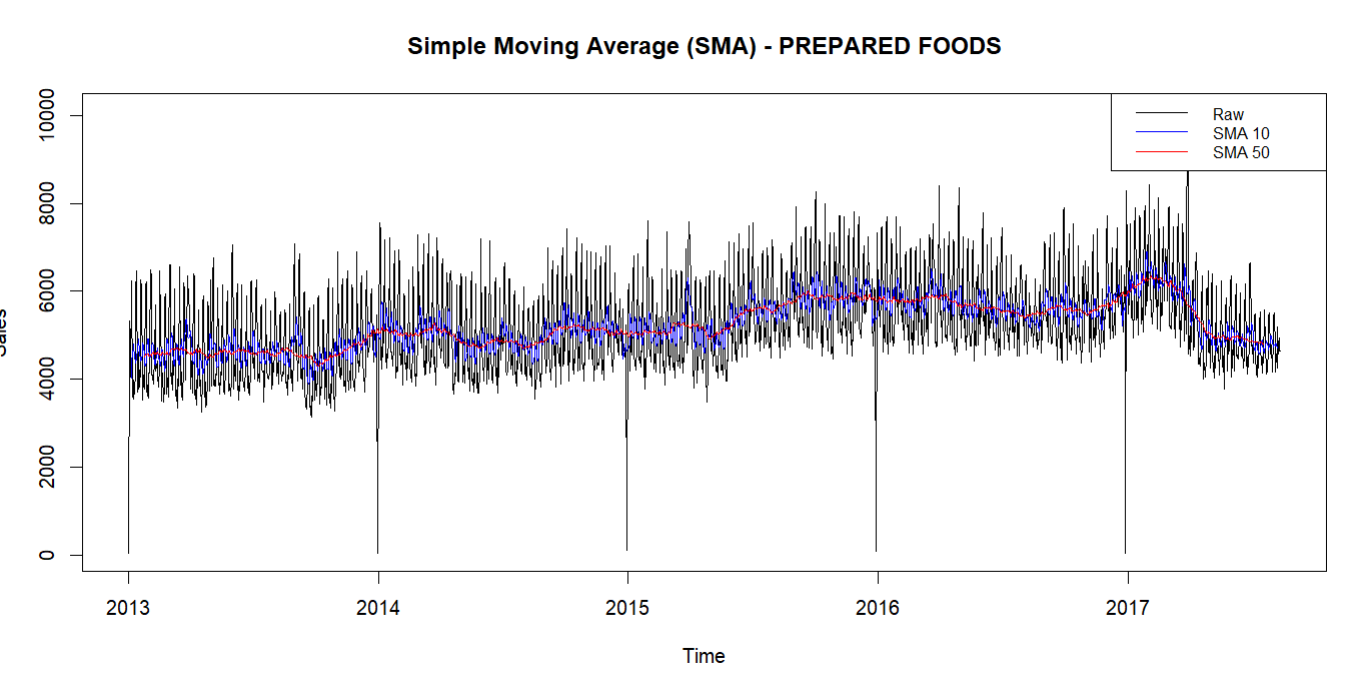 Simple Moving Average (SMA) - PREPARED FOODS
Raw
SMA 10
SMA 50
10000
8000
6000
4000
2000
0
Sales
2013 2014 2015 2016 2017
Time